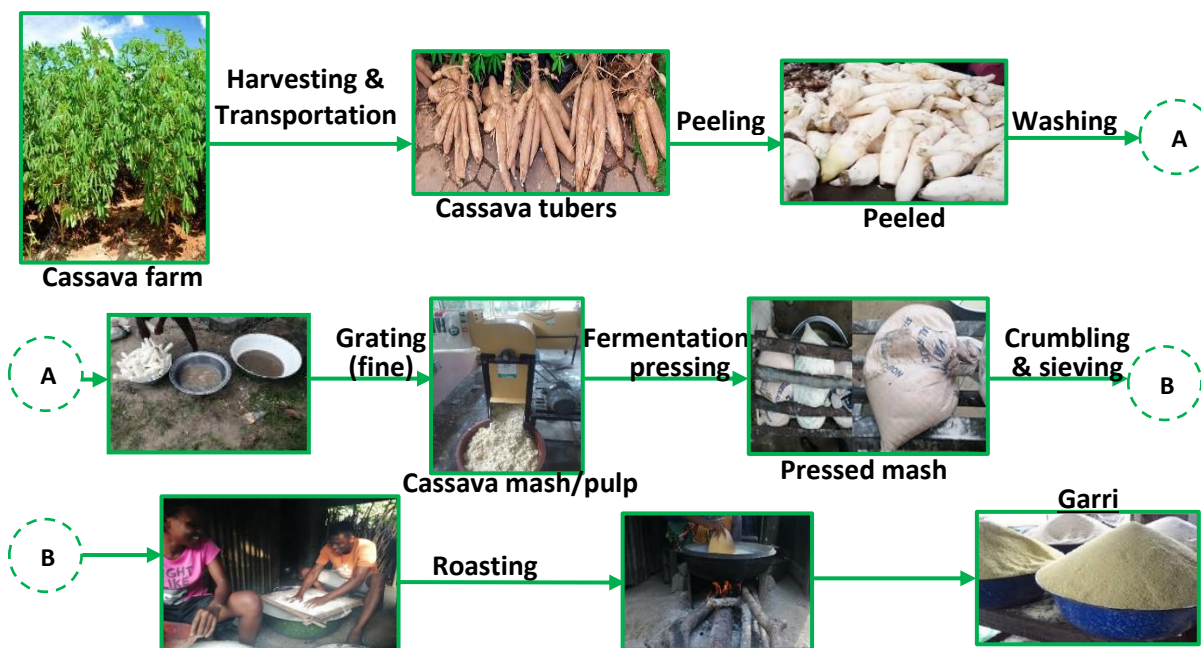 Harvesting &
Transportation
Peeling
Washing
A
Cassava tubers
Peeled
Cassava farm
A
Grating
(fine)
Fermentation
pressing
Crumbling
& sieving
B
Cassava mash/pulp
Pressed mash
Garri
B
Roasting